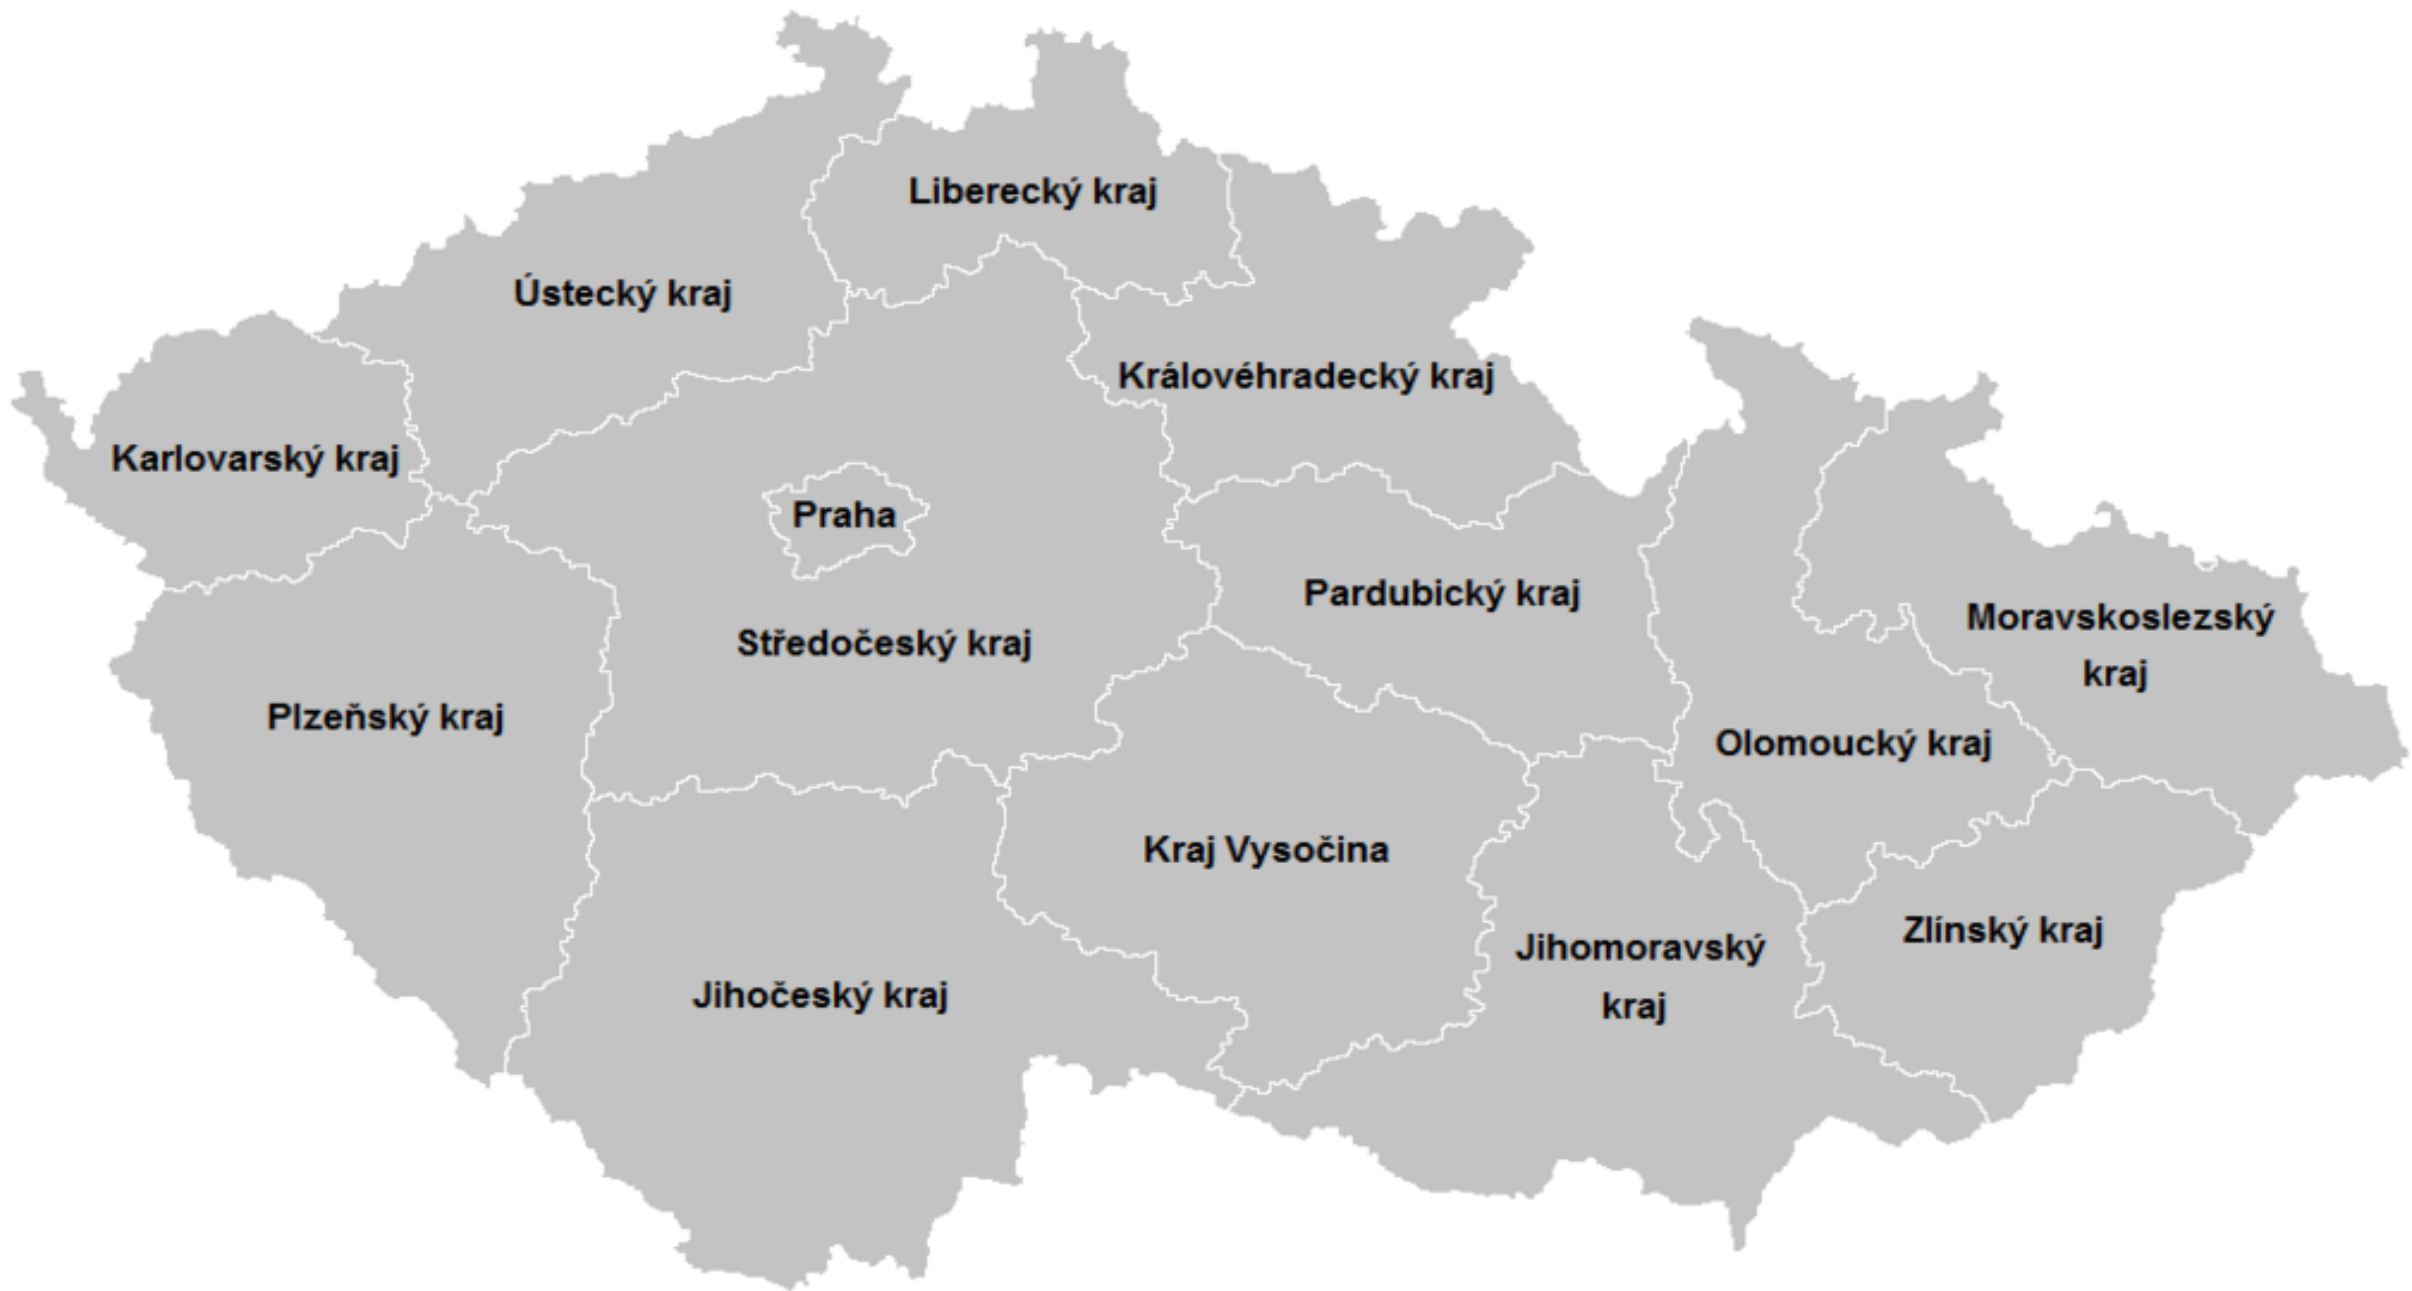 Liberecký kraj
Ústecký kraj
Královéhradecký kraj
Karlovarský kraj
Praha
Pardubický kraj
Moravskoslezský
kraj
Středočeský kraj
Plzeňský kraj
Olomoucký kraj
Kraj Vysočina
Zlínský kraj
Jihomoravský
kraj
Jihočeský kraj